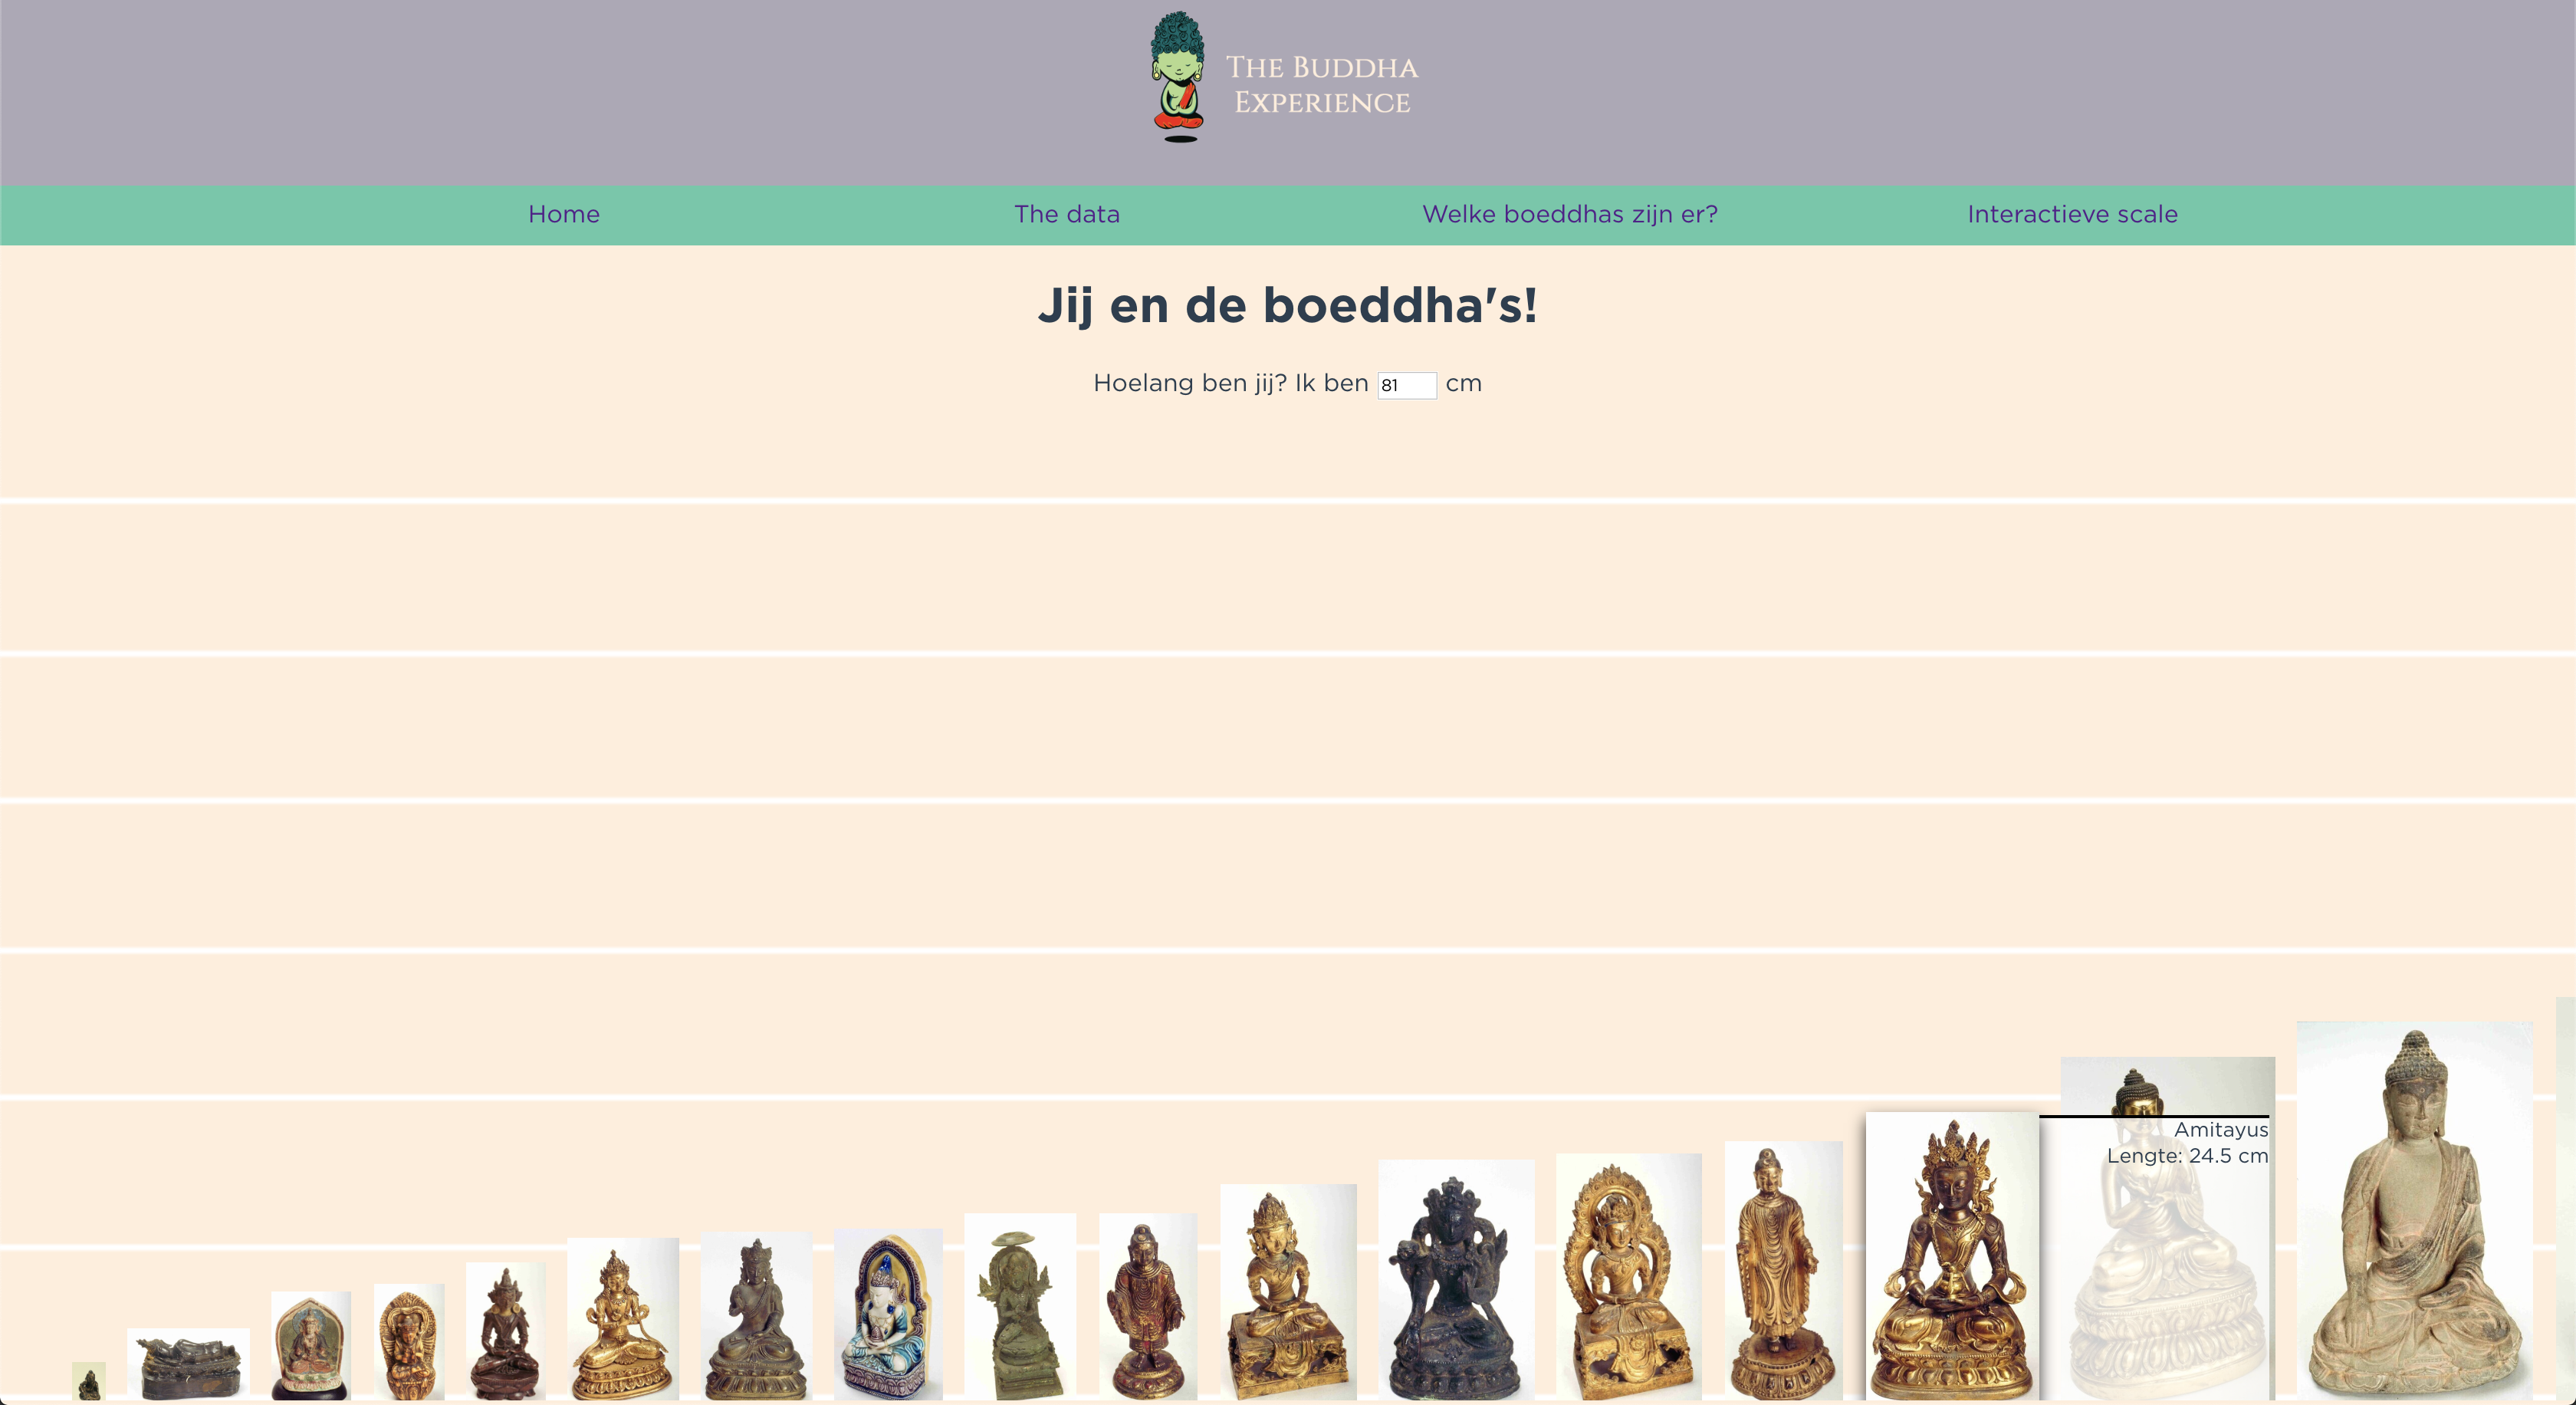 The Buddha
Experience
Home
The data
Welke boeddhas zijn er?
Interactieve scale
Jij en de boeddha's!
Hoelang ben jij? Ik ben 81 cm
Amitayus
Lengte: 24.5 cm